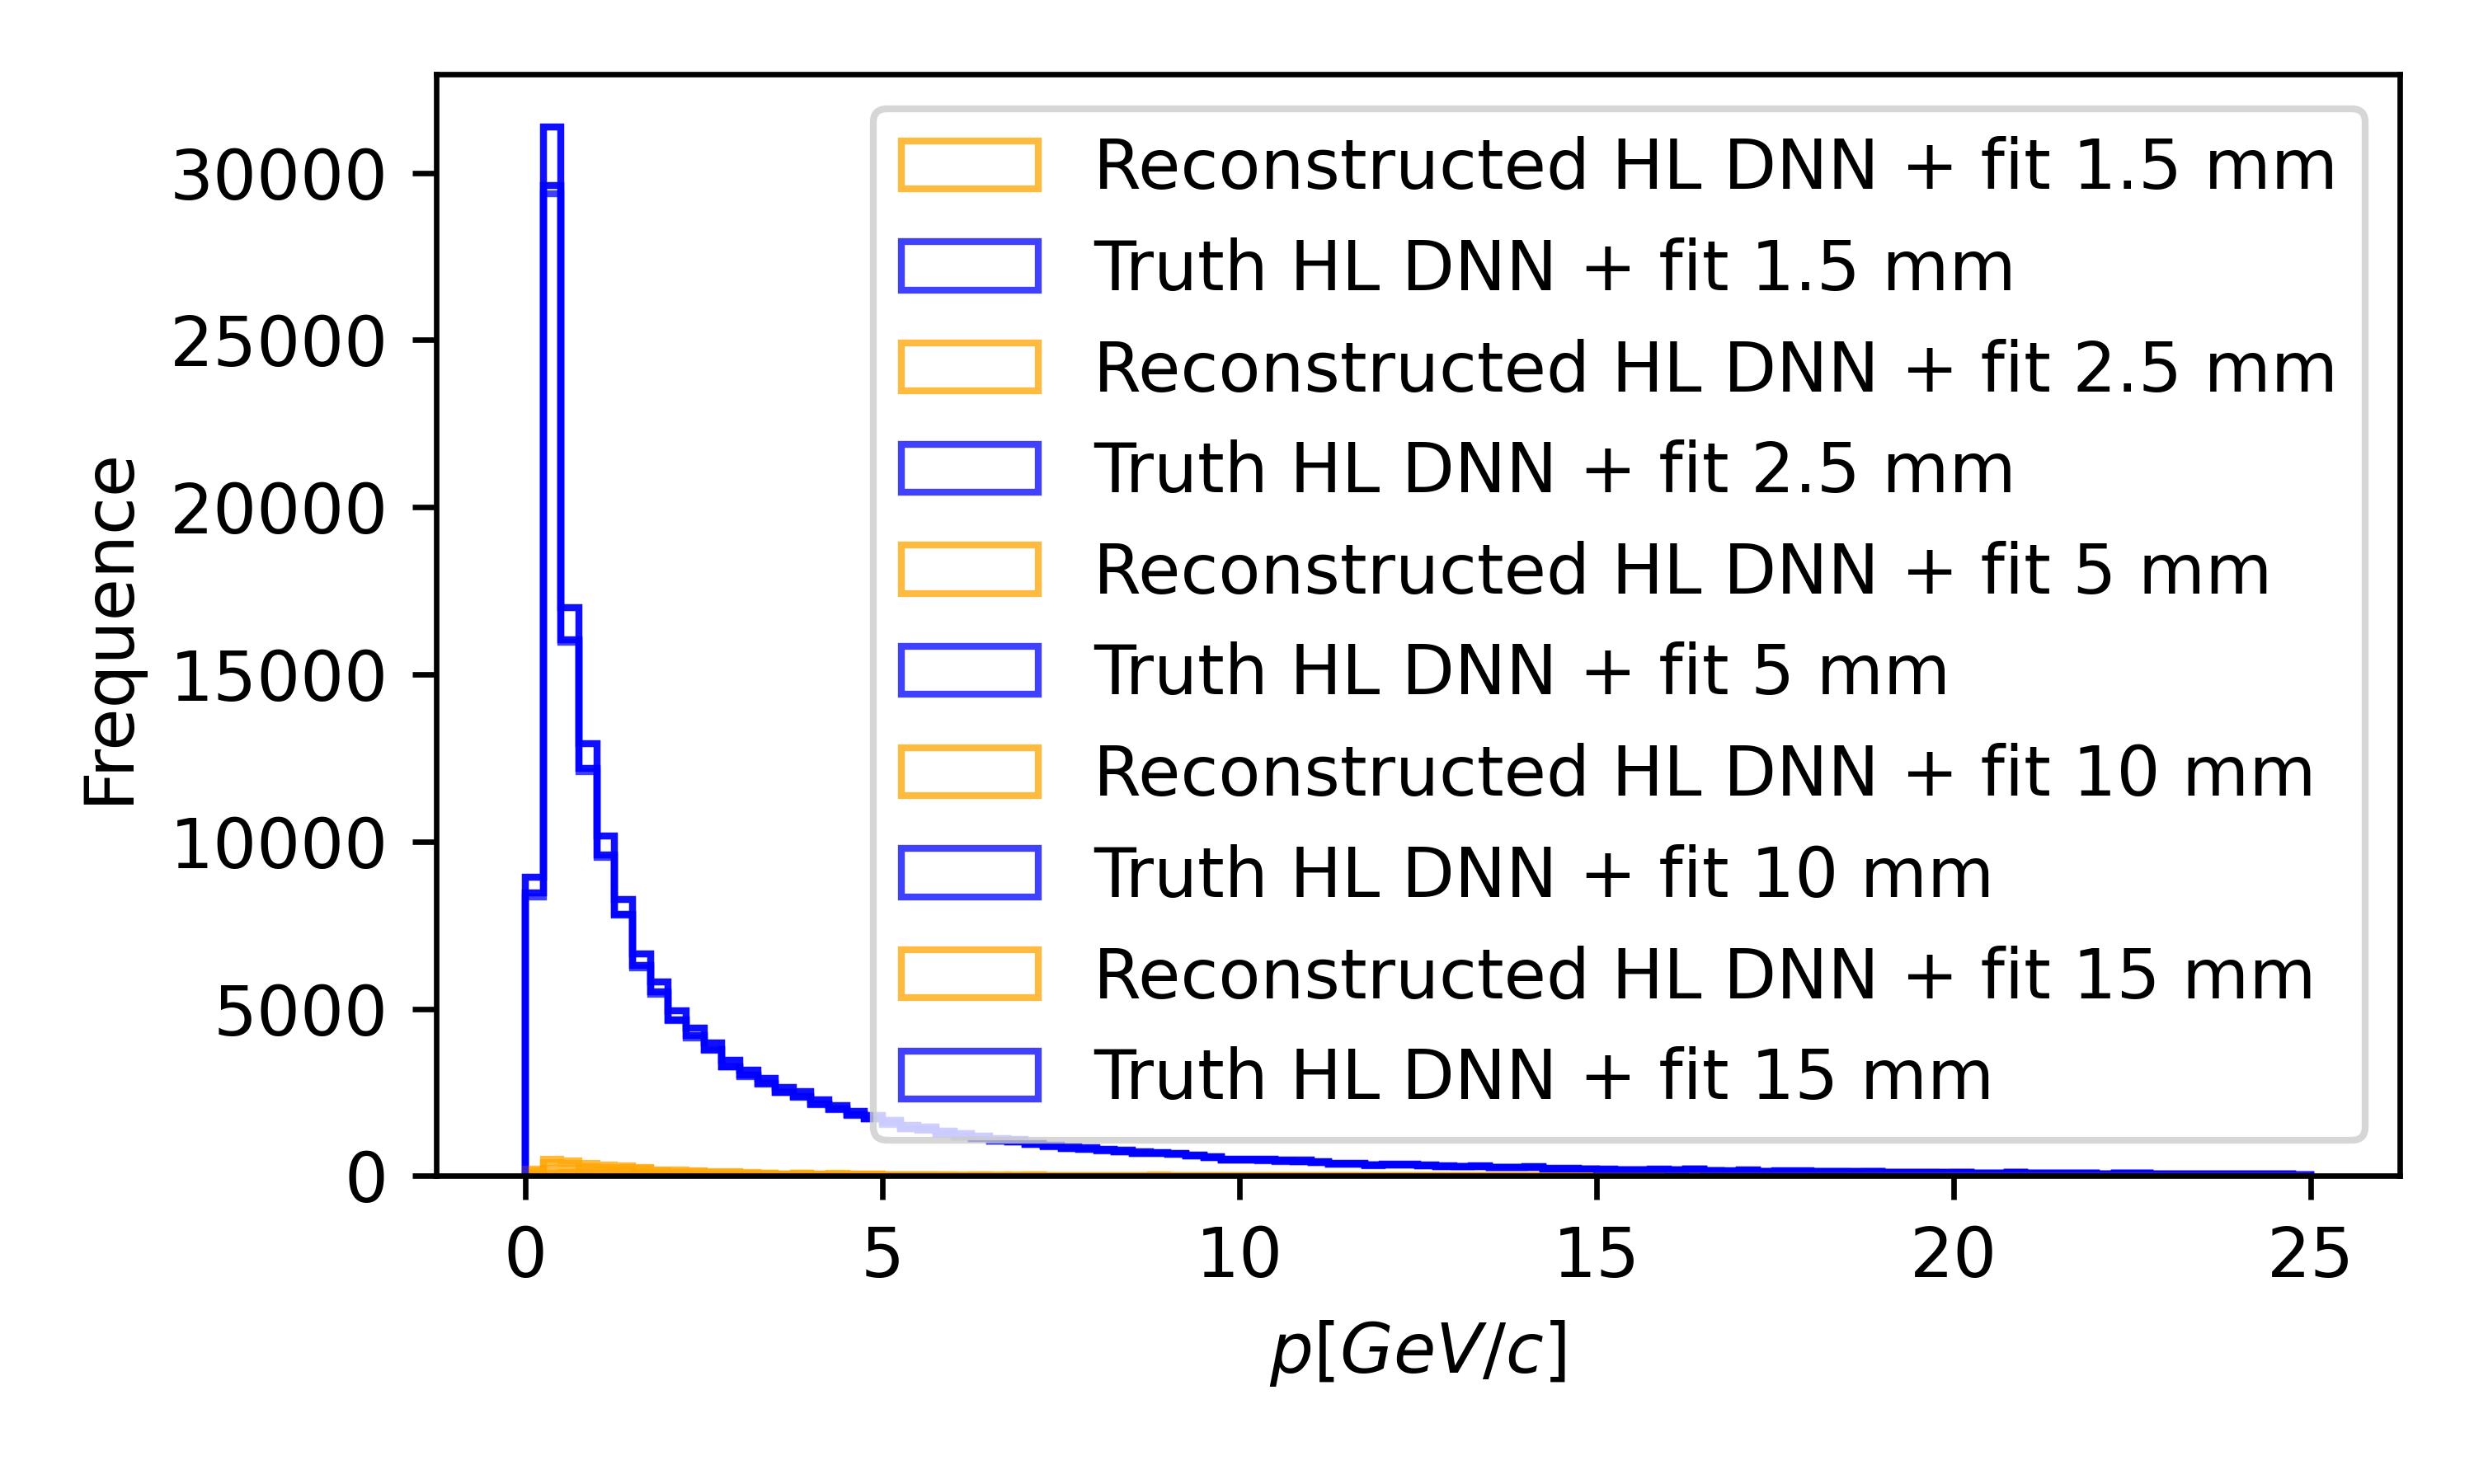 30000
25000
20000
15000
10000
5000
0
Frequence
Reconstructed HL DNN + fit 1.5 mm
Truth HL DNN + fit 1.5 mm
Reconstructed HL DNN + fit 2.5 mm
Truth HL DNN + fit 2.5 mm
Reconstructed HL DNN + fit 5 mm
Truth HL DNN + fit 5 mm
Reconstructed HL DNN + fit 10 mm
Truth HL DNN + fit 10 mm
Reconstructed HL DNN + fit 15 mm
Truth HL DNN + fit 15 mm
0 5 10 15 20 25
p[GeV/c]